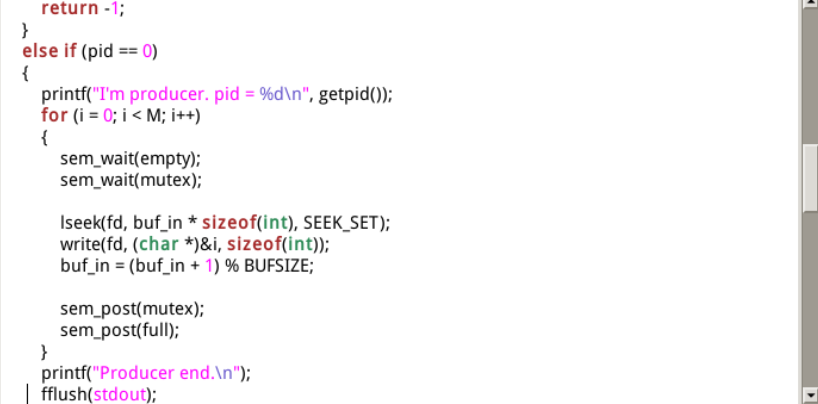 return -1;
}
else if (pid == 0)
{
printf("I'm producer. pid = %d\n", getpid());
for (i = 0; i < M; i++)
{
sem_wait(empty);
sem_wait(mutex);
lseek(fd, buf_in * sizeof(int), SEEK_SET);
write(fd, (char *)&i, sizeof(int));
buf_in = (buf_in + 1) % BUFSIZE;
sem_post(mutex);
sem_post(full);
}
printf("Producer end.\n");
fflush(stdout);